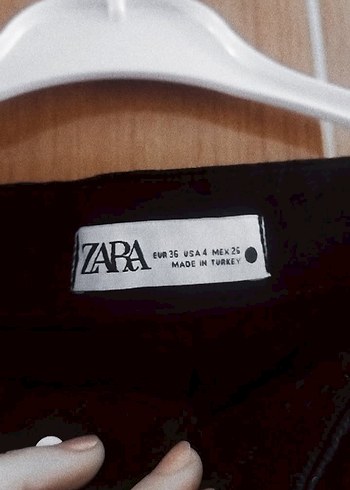 ZARA
EUR 36 USA 4 MEX 26
MADE IN TURKEY